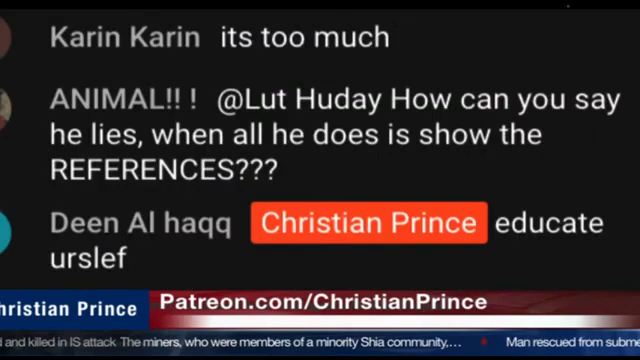 Karin Karin its too much
ANIMAL!! ! @Lut Huday How can you say
he lies, when all he does is show the
REFERENCES???
Deen Al haqq Christian Prince educate
urslef
Patreon.com/ChristianPrince
hristian Prince
and killed in IS attack. The miners, who were members of a minority Shia community,... Man rescued from subme